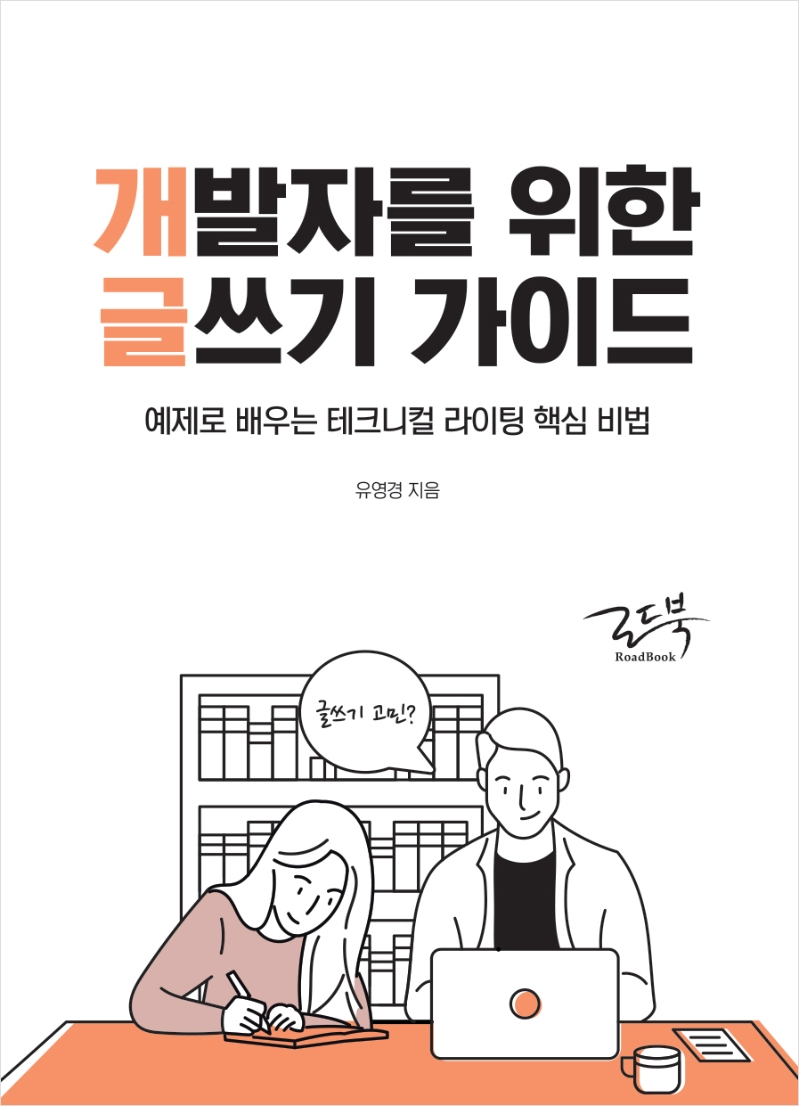 개발자를 위한
글쓰기 가이드
예제로 배우는 테크니컬 라이팅 핵심 비법
유영경 지음
로드북
RoadBook
글쓰기 고민?